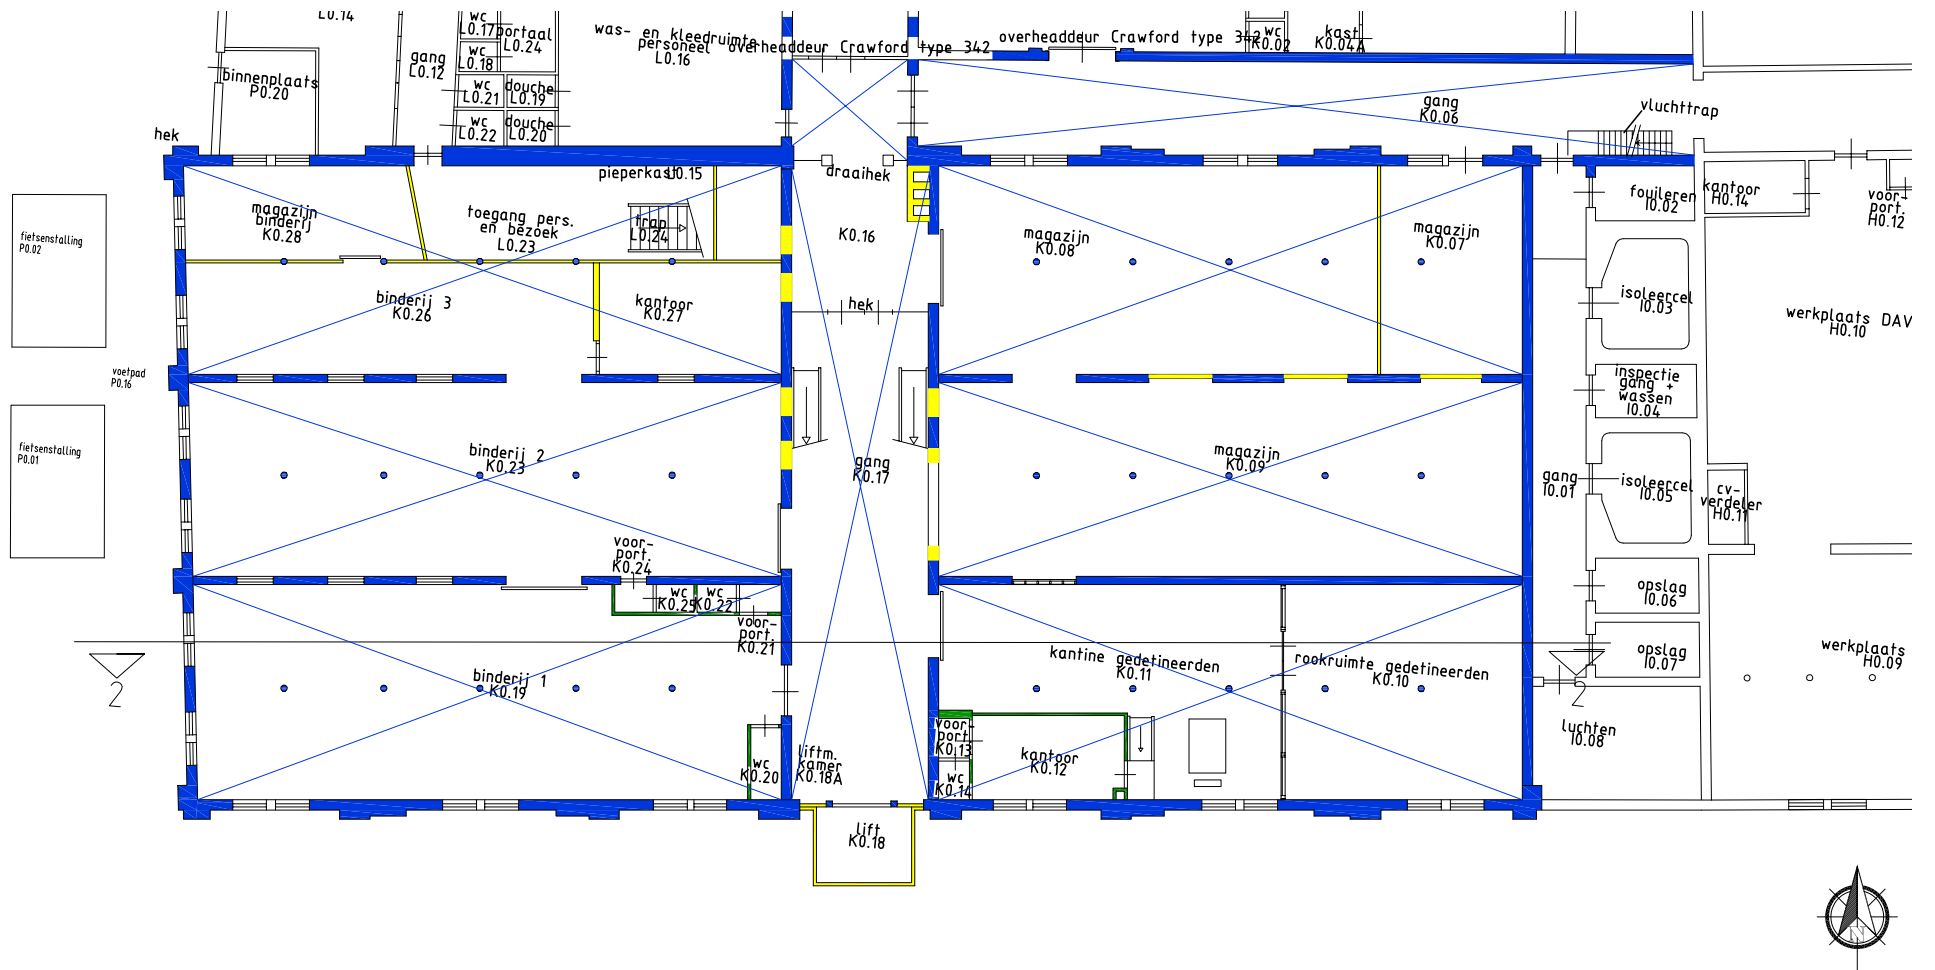 L0.14
gang
L0.12
wc
L0.17
portaal
L0.24
wc
L0.18
wc
L0.21
douche
L0.19
wc
L0.22
douche
L0.20
was- en kleedruimte
personeel
L0.16
overheaddeur Crawford type 342
overheaddeur Crawford type 342
wc
K0.02
kast
K0.04A
binnenplaats
P0.20
hek
gang
K0.06
vluchttrap
pieperkast
L0.15
draaihek
magazijn
binderij
K0.28
toegang pers.
en bezoek
L0.23
trap
L0.24
K0.16
magazijn
K0.08
magazijn
K0.07
fouileren
I0.02
kantoor
H0.14
voor-
port.
H0.12
fietsenstalling
P0.02
binderij 3
K0.26
kantoor
K0.27
hek
isoleercel
I0.03
werkplaats DAV
H0.10
voetpad
P0.16
inspectie
gang +
wassen
I0.04
fietsenstalling
P0.01
binderij 2
K0.23
gang
K0.17
magazijn
K0.09
gang
I0.01
isoleercel
I0.05
cv-
verdeler
H0.11
voor-
port.
K0.24
wc
K0.25
wc
K0.22
voor-
port.
K0.21
opslag
I0.06
kantine gedetineerden
K0.11
rookruimte gedetineerden
K0.10
opslag
I0.07
werkplaats
H0.09
2
2
binderij 1
K0.19
luchten
I0.08
wc
K0.20
liftm.
kamer
K0.18A
voor-
port.
K0.13
wc
K0.14
kantoor
K0.12
lift
K0.18
N